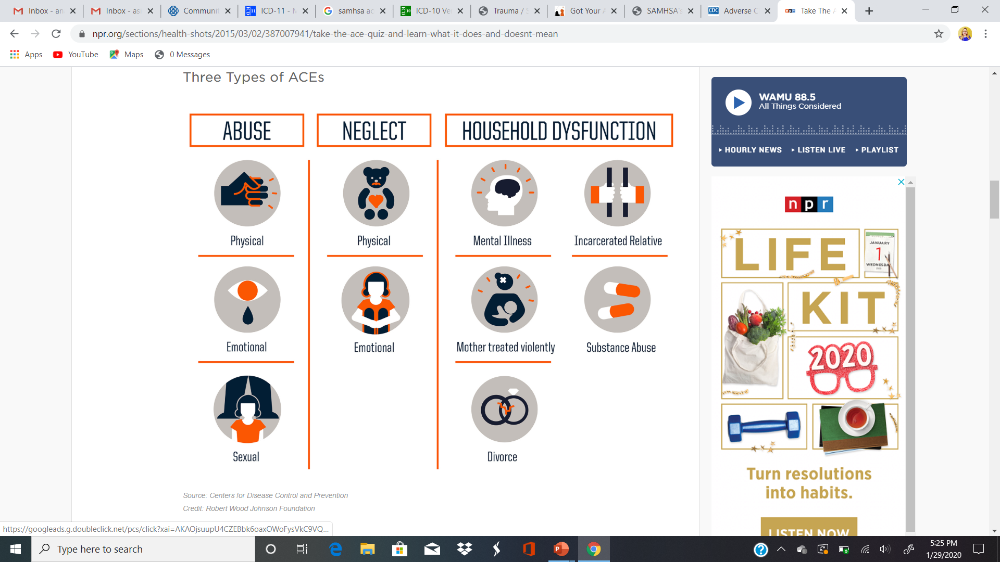 Inbox - an
Inbox - as
Communit
ICD-11 - M
samhsa ac
ICD-10 Ve
Trauma / S
Got Your A
SAMHSA's
CDC
Adverse C
npr
Take The A
npr.org/sections/health-shots/2015/03/02/387007941/take-the-ace-quiz-and-learn-what-it-does-and-doesnt-mean
Apps YouTube Maps 0 Messages
Three Types of ACEs
ABUSE NEGLECT HOUSEHOLD DYSFUNCTION
Physical Physical Mental Illness Incarcerated Relative
Emotional Emotional Mother treated violently Substance Abuse
Sexual Divorce
Source: Centers for Disease Control and Prevention
Credit: Robert Wood Johnson Foundation
WAMU 88.5
All Things Considered
HOURLY NEWS LISTEN LIVE PLAYLIST
npr
LIFE
JANUARY
1
WEDNESDA
KIT
2020
Turn resolutions
into habits.
LISTEN NOW
https://googleads.g.doubleclick.net/pcs/click?xai=AKAOjsuupU4CZEBbk6oaxOWoFysVkC9VQ...
Type here to search
5:25 PM
1/29/2020